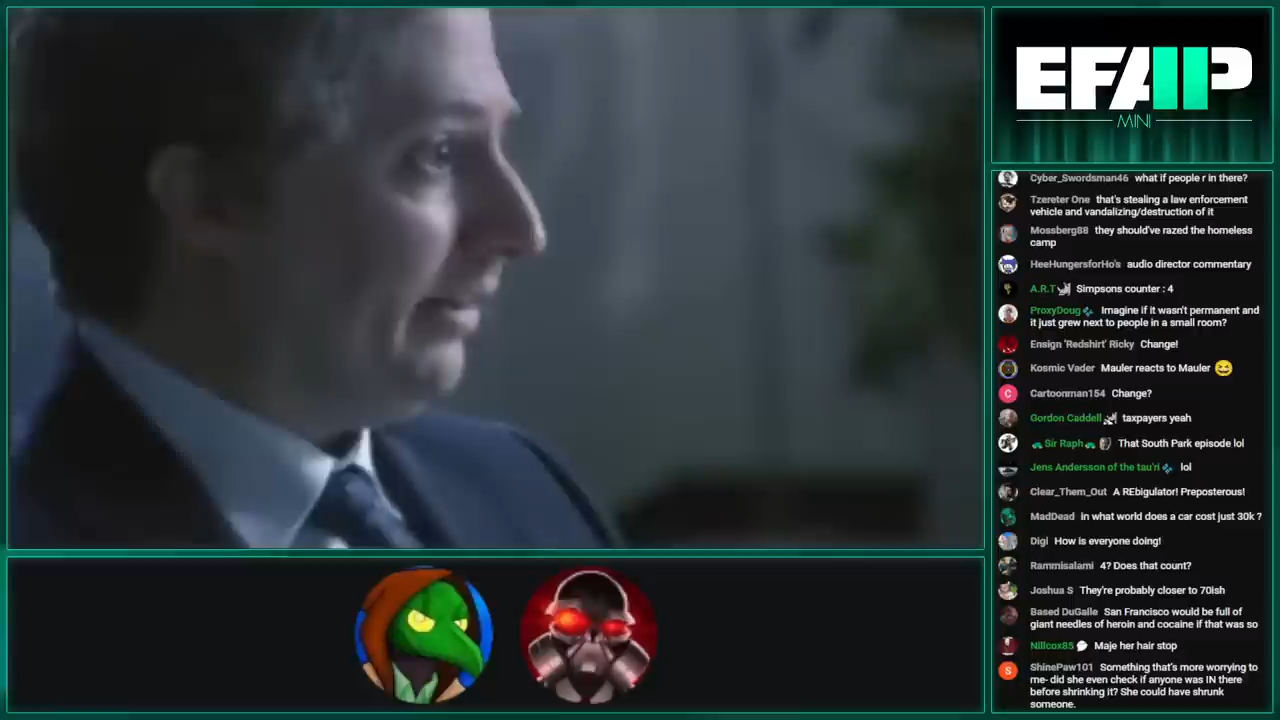 EFAP
MINI
Cyber_Swordsman46 what if people r in there?
Tzereter One that's stealing a law enforcement
vehicle and vandalizing/destruction of it
Mossberg88 they should've razed the homeless
camp
HeeHungersforHo's audio director commentary
A.R.T Simpsons counter : 4
ProxyDoug Imagine if it wasn't permanent and
it just grew next to people in a small room?
Ensign 'Redshirt' Ricky Change!
Kosmic Vader Mauler reacts to Mauler 😆
C
Cartoonman154 Change?
Gordon Caddell taxpayers yeah
Sir Raph That South Park episode lol
Jens Andersson of the tau'ri lol
Clear_Them_Out A REbigulator! Preposterous!
MadDead in what world does a car cost just 30k ?
Digi How is everyone doing!
Rammisalami 4? Does that count?
Joshua S They're probably closer to 70ish
Based DuGalle San Francisco would be full of
giant needles of heroin and cocaine if that was so
Nillcox85 Maje her hair stop
S
ShinePaw101 Something that's more worrying to
me- did she even check if anyone was IN there
before shrinking it? She could have shrunk
someone.